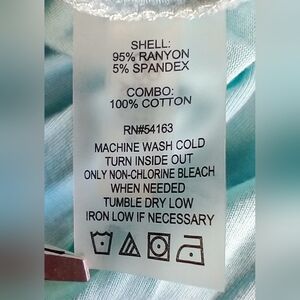 SHELL:
95% RANYON
5% SPANDEX
COMBO:
100% COTTON
RN#54163
MACHINE WASH COLD
TURN INSIDE OUT
ONLY NON-CHLORINE BLEACH
WHEN NEEDED
TUMBLE DRY LOW
IRON LOW IF NECESSARY